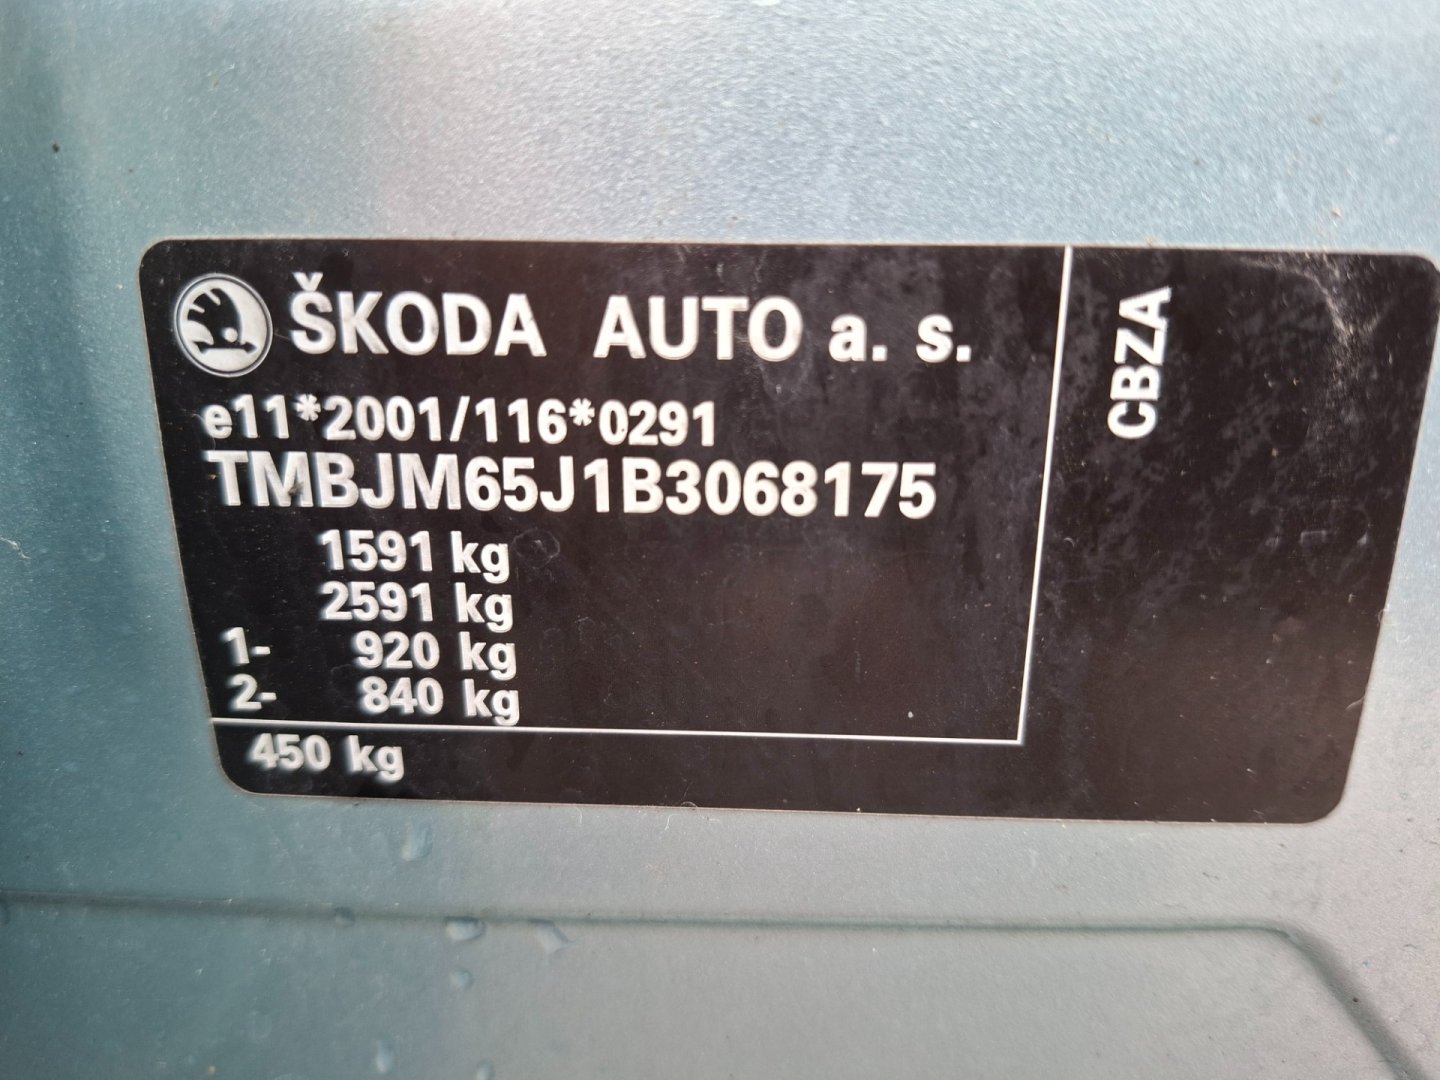 ŠKODA AUTO a. s.
e11*2001/116*0291
TMBJM65J1B3068175
1591 kg
2591 kg
1- 920 kg
2- 840 kg
450 kg
CBZA